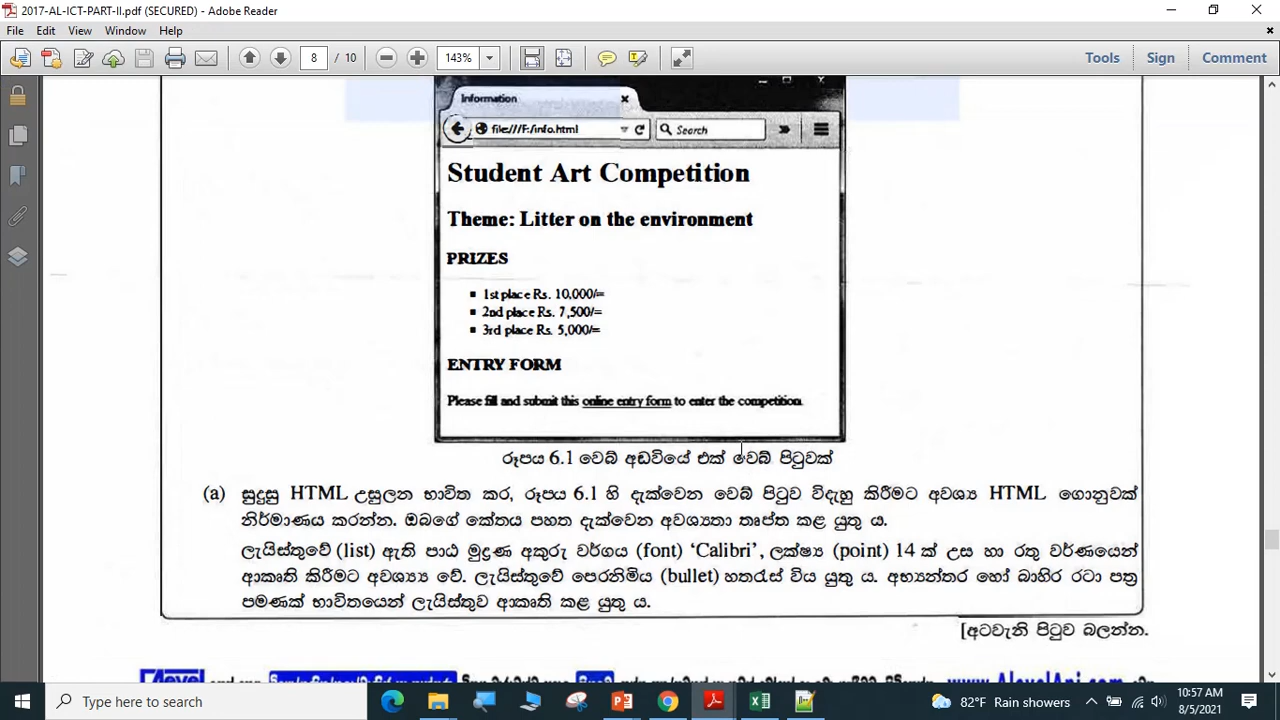 2017-AL-ICT-PART-II.pdf (SECURED) - Adobe Reader
File Edit View Window Help
8 / 10 143% Tools Sign Comment
Information
file:///F:/info.html Search
Student Art Competition
Theme: Litter on the environment
PRIZES
1st place Rs. 10,000/=
2nd place Rs. 7,500/=
3rd place Rs. 5,000/=
ENTRY FORM
Please fill and submit this online entry form to enter the competition.
රූපය 6.1 වෙබ් අඩවියේ එක් වෙබ් පිටුවක්
(a) සුදුසු HTML උසුලන භාවිත කර, රූපය 6.1 හි දැක්වෙන වෙබ් පිටුව විදැහු කිරීමට අවශ්‍ය HTML ගොනුවක්
නිර්මාණය කරන්න. ඔබගේ කේතය පහත දැක්වෙන අවශ්‍යතා තෘප්ත කළ යුතු ය.
ලැයිස්තුවේ (list) ඇති පාඨ මුද්‍රණ අකුරු වර්ගය (font) ‘Calibri’, ලක්ෂ්‍ය (point) 14 ක් උස හා රතු වර්ණයෙන්
ආකෘති කිරීමට අවශ්‍ය වේ. ලැයිස්තුවේ පෙරනිමිය (bullet) හතරැස් විය යුතු ය. අභ්‍යන්තර හෝ බාහිර රටා පත්‍ර
පමණක් භාවිතයෙන් ලැයිස්තුව ආකෘති කළ යුතු ය.
[අටවැනි පිටුව බලන්න.
Type here to search 82°F Rain showers 10:57 AM
8/5/2021